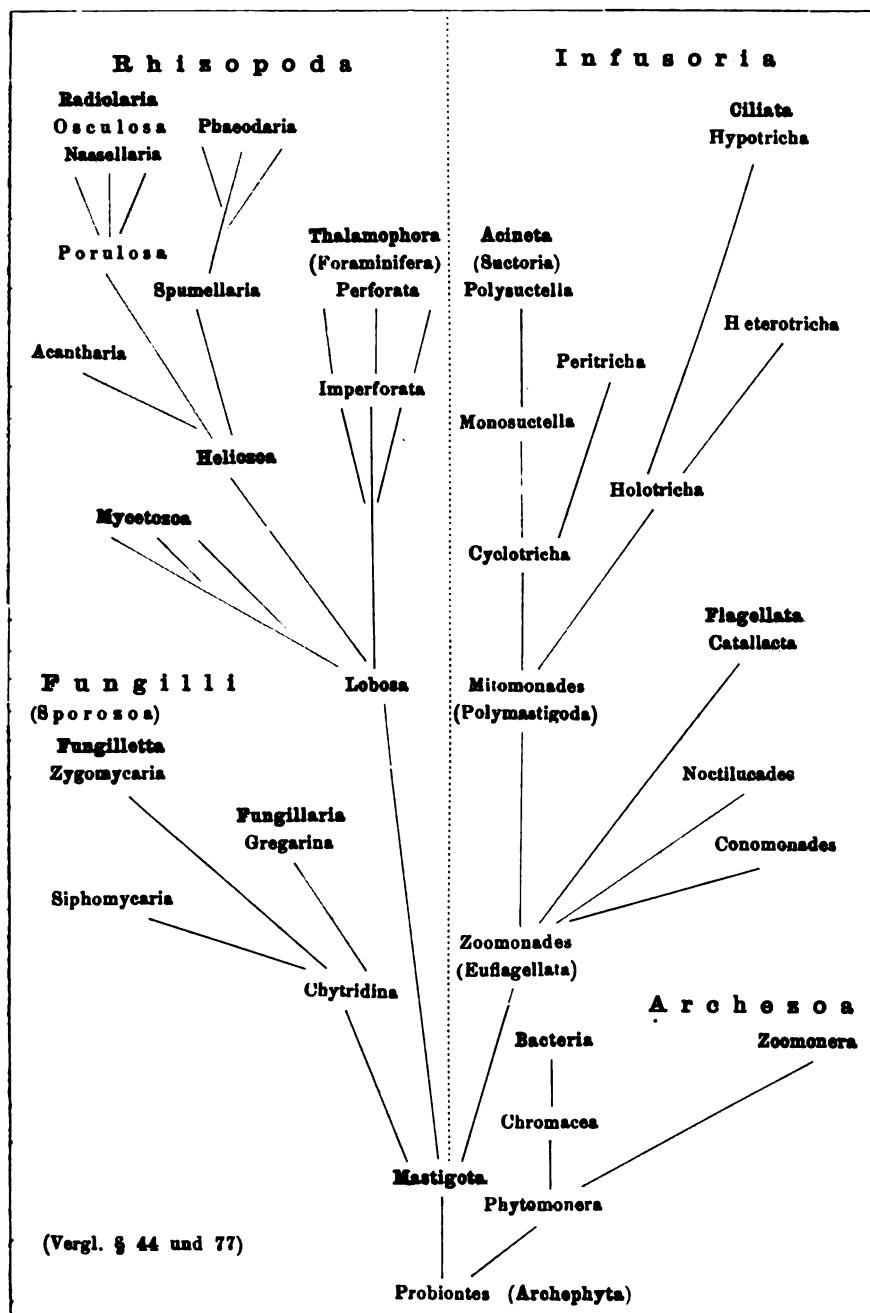 Rhizopoda
Infusoria
Radiolaria
Osculosa
Nassellaria
Phaeodaria
Ciliata
Hypotricha
Porulosa
Spumellaria
Thalamophora
(Foraminifera)
Perforata
Acineta
(Suctoria)
Polysuctella
Heterotricha
Acantharia
Imperforata
Peritricha
Monosuctella
Heliozoa
Holotricha
Mycetozoa
Cyclotricha
Flagellata
Catallacta
Fungilli
(Sporozoa)
Lobosa
Mitomonades
(Polymastigoda)
Fungilletta
Zygomycaria
Noctilucades
Fungillaria
Gregarina
Conomonades
Siphomycaria
Zoomonades
(Euflagellata)
Chytridina
Archezoa
Bacteria
Zoomonera
Chromacea
Mastigota
Phytomonera
(Vergl. § 44 und 77)
Probiontes (Archephyta)